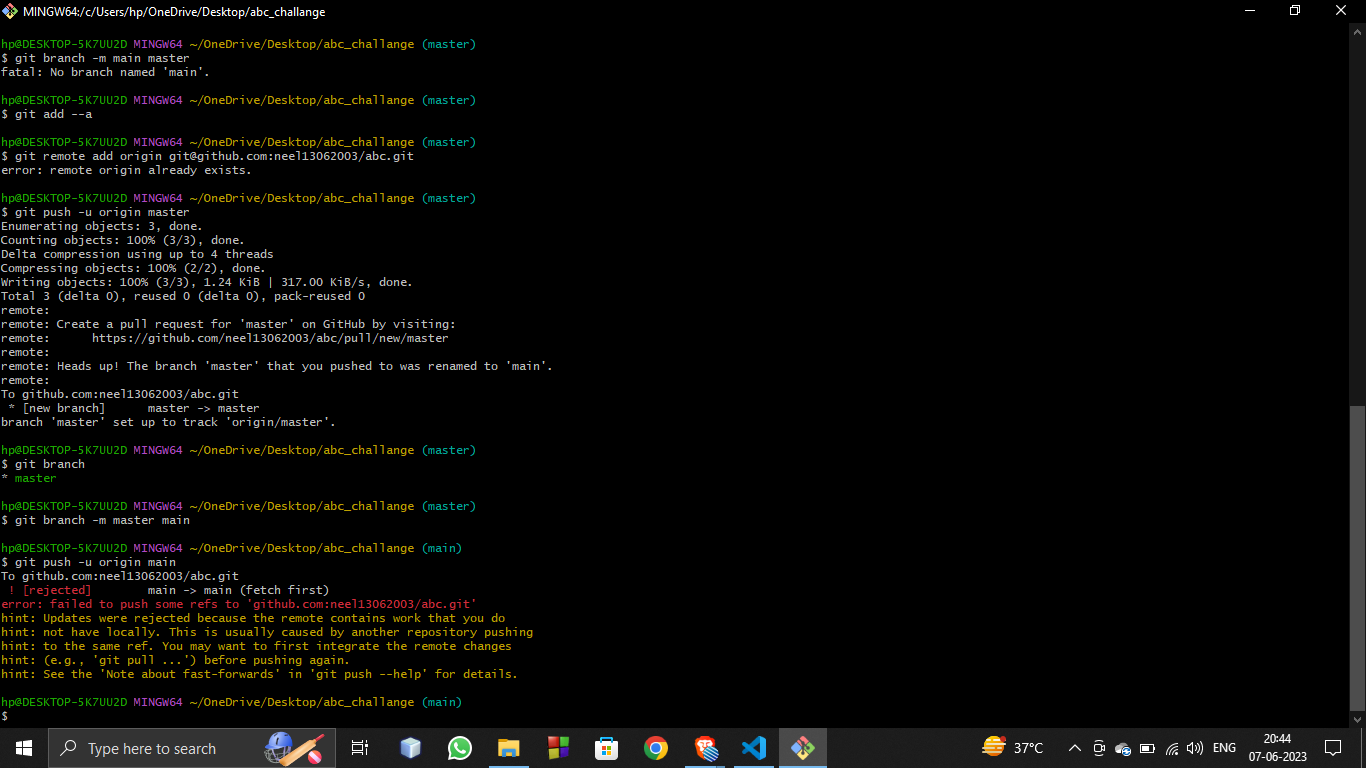 MINGW64:/c/Users/hp/OneDrive/Desktop/abc_challange
hp@DESKTOP-5K7UU2D MINGW64 ~/OneDrive/Desktop/abc_challange (master)
$ git branch -m main master
fatal: No branch named 'main'.
hp@DESKTOP-5K7UU2D MINGW64 ~/OneDrive/Desktop/abc_challange (master)
$ git add --a
hp@DESKTOP-5K7UU2D MINGW64 ~/OneDrive/Desktop/abc_challange (master)
$ git remote add origin git@github.com:neel13062003/abc.git
error: remote origin already exists.
hp@DESKTOP-5K7UU2D MINGW64 ~/OneDrive/Desktop/abc_challange (master)
$ git push -u origin master
Enumerating objects: 3, done.
Counting objects: 100% (3/3), done.
Delta compression using up to 4 threads
Compressing objects: 100% (2/2), done.
Writing objects: 100% (3/3), 1.24 KiB | 317.00 KiB/s, done.
Total 3 (delta 0), reused 0 (delta 0), pack-reused 0
remote:
remote: Create a pull request for 'master' on GitHub by visiting:
remote:      https://github.com/neel13062003/abc/pull/new/master
remote:
remote: Heads up! The branch 'master' that you pushed to was renamed to 'main'.
remote:
To github.com:neel13062003/abc.git
 * [new branch]      master -> master
branch 'master' set up to track 'origin/master'.
hp@DESKTOP-5K7UU2D MINGW64 ~/OneDrive/Desktop/abc_challange (master)
$ git branch
* master
hp@DESKTOP-5K7UU2D MINGW64 ~/OneDrive/Desktop/abc_challange (master)
$ git branch -m master main
hp@DESKTOP-5K7UU2D MINGW64 ~/OneDrive/Desktop/abc_challange (main)
$ git push -u origin main
To github.com:neel13062003/abc.git
 ! [rejected]        main -> main (fetch first)
error: failed to push some refs to 'github.com:neel13062003/abc.git'
hint: Updates were rejected because the remote contains work that you do
hint: not have locally. This is usually caused by another repository pushing
hint: to the same ref. You may want to first integrate the remote changes
hint: (e.g., 'git pull ...') before pushing again.
hint: See the 'Note about fast-forwards' in 'git push --help' for details.
hp@DESKTOP-5K7UU2D MINGW64 ~/OneDrive/Desktop/abc_challange (main)
$
Type here to search
37°C
ENG
20:44
07-06-2023